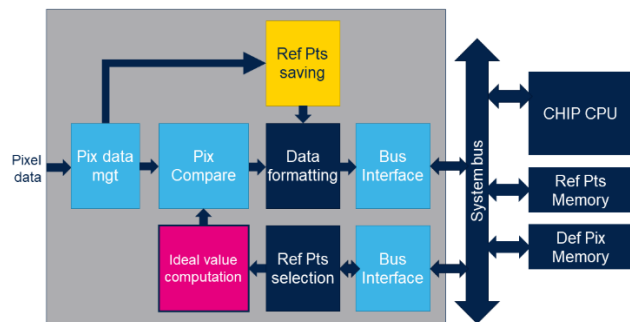 Ref Pts
saving
CHIP CPU
Pixel
data
Pix data
mgt
Pix
Compare
Data
formatting
Bus
Interface
System bus
Ref Pts
Memory
Ideal value
computation
Ref Pts
selection
Bus
Interface
Def Pix
Memory